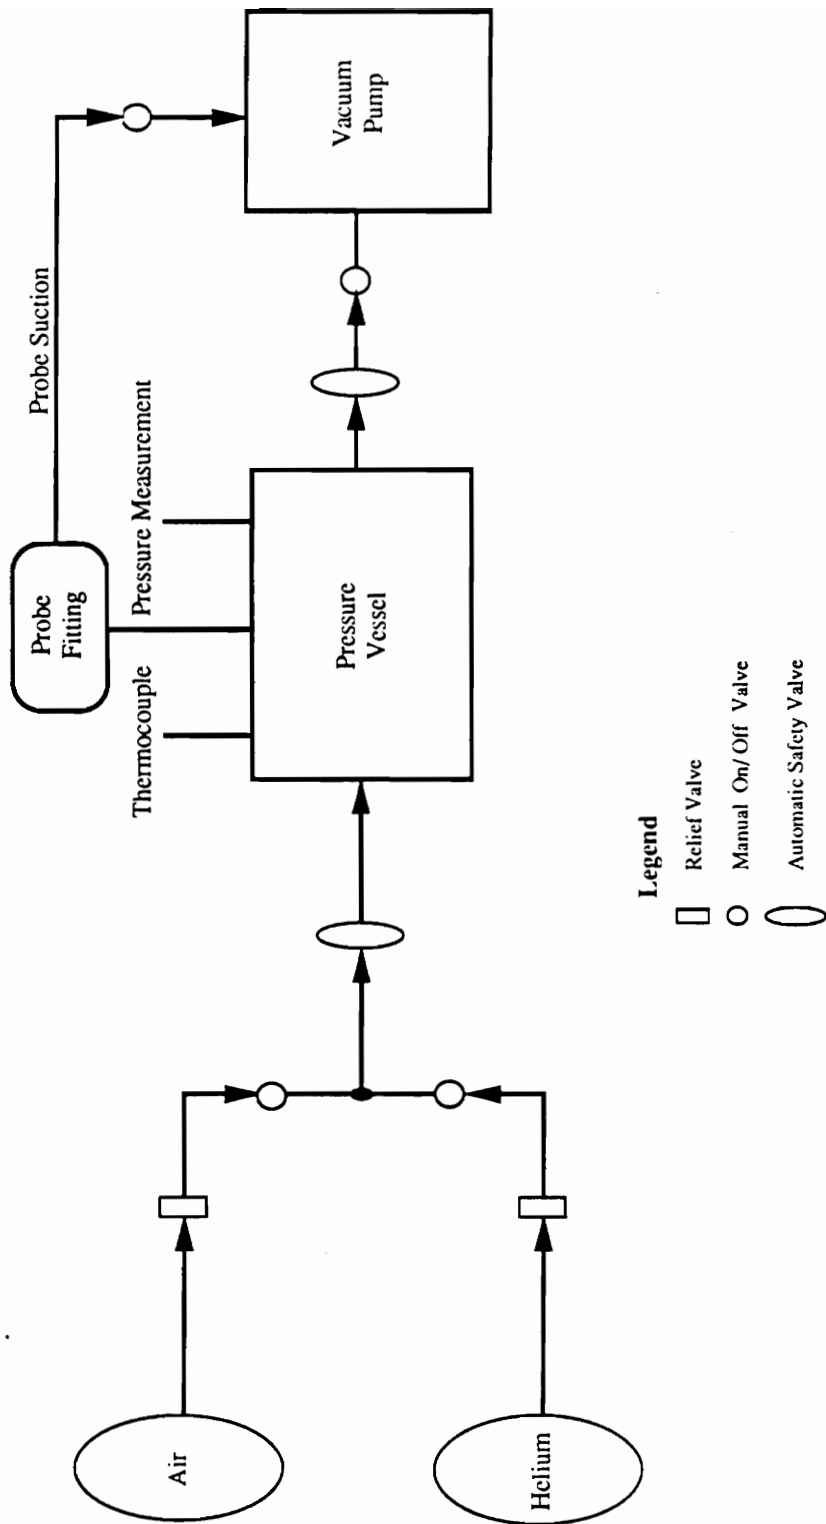 Air
Helium
Thermocouple
Pressure Measurement
Probe
Fitting
Probe Suction
Pressure
Vessel
Vacuum
Pump
Legend
Relief Valve
Manual On/Off Valve
Automatic Safety Valve